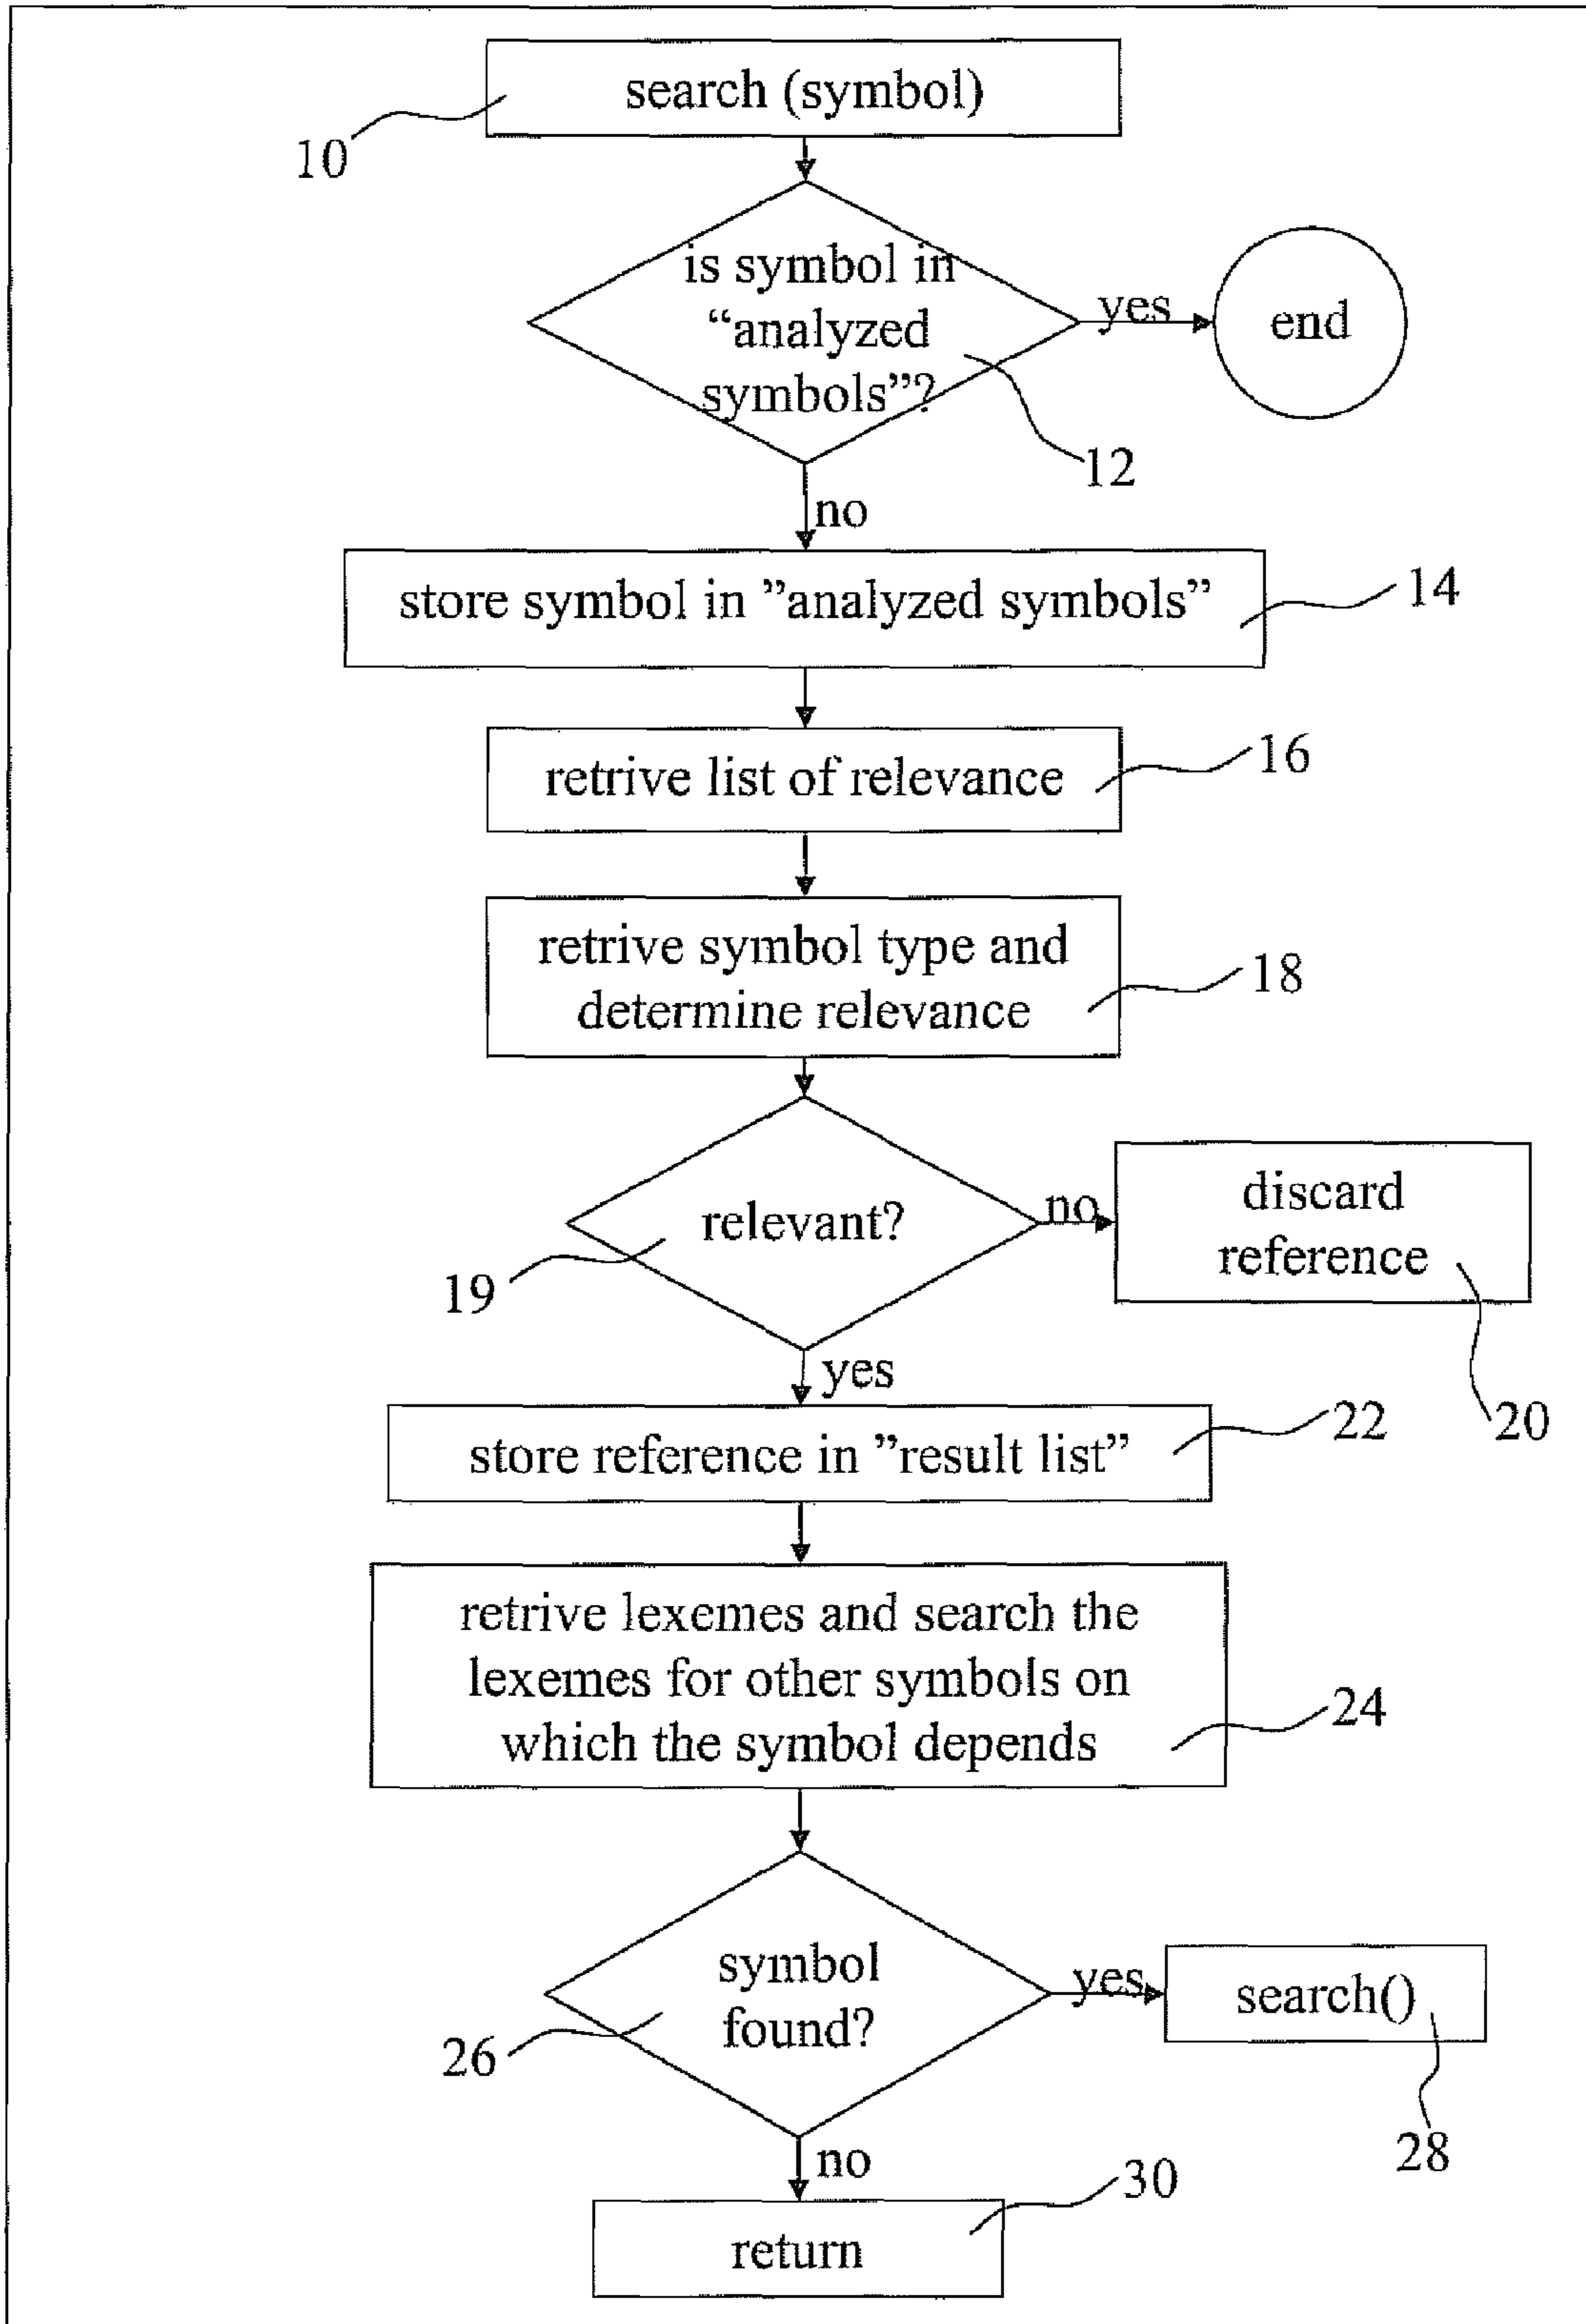 search (symbol)
10
is symbol in
“analyzed
symbols”?
yes
end
12
no
store symbol in ”analyzed symbols”
14
retrive list of relevance
16
retrive symbol type and
determine relevance
18
relevant?
no
discard
reference
19
20
yes
store reference in ”result list”
22
retrive lexemes and search the
lexemes for other symbols on
which the symbol depends
24
symbol
found?
yes
search()
26
28
no
return
30